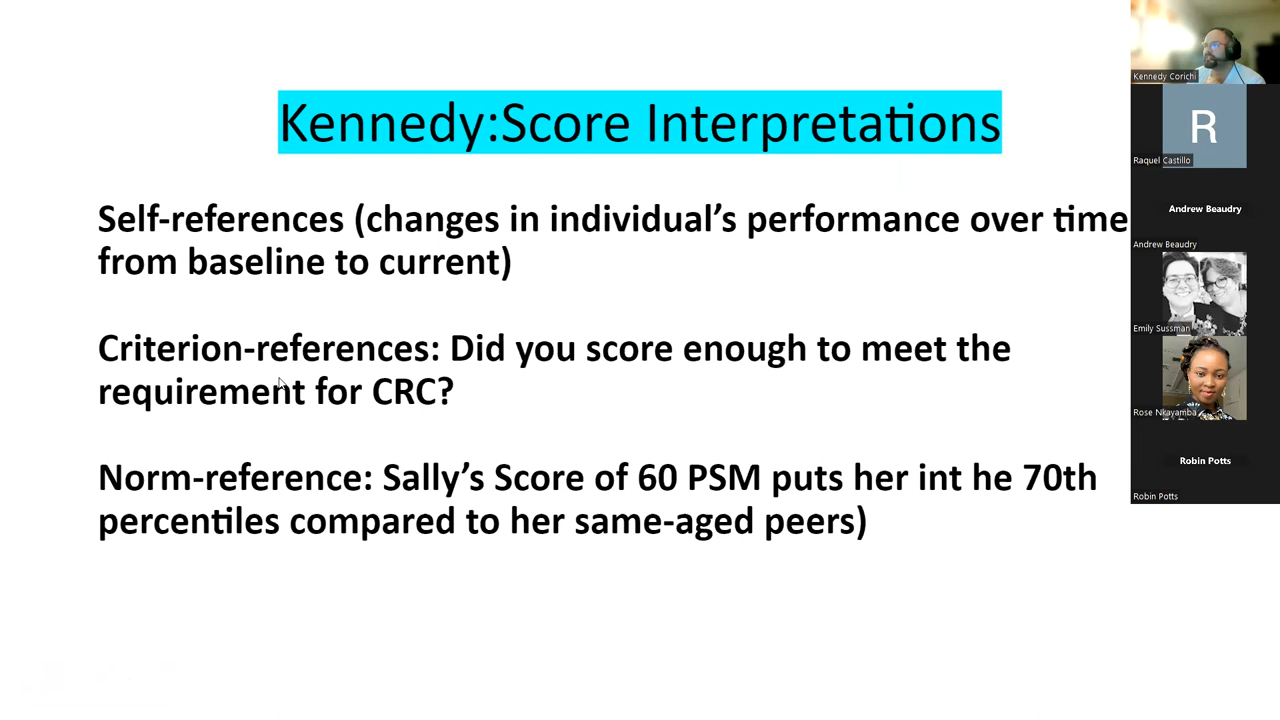 Kennedy:Score Interpretations
Self-references (changes in individual’s performance over time
from baseline to current)
Criterion-references: Did you score enough to meet the
requirement for CRC?
Norm-reference: Sally’s Score of 60 PSM puts her int he 70th
percentiles compared to her same-aged peers)
Kennedy Corichi
R
Raquel Castillo
Andrew Beaudry
Andrew Beaudry
Emily Sussman
Rose Nkayamba
Robin Potts
Robin Potts